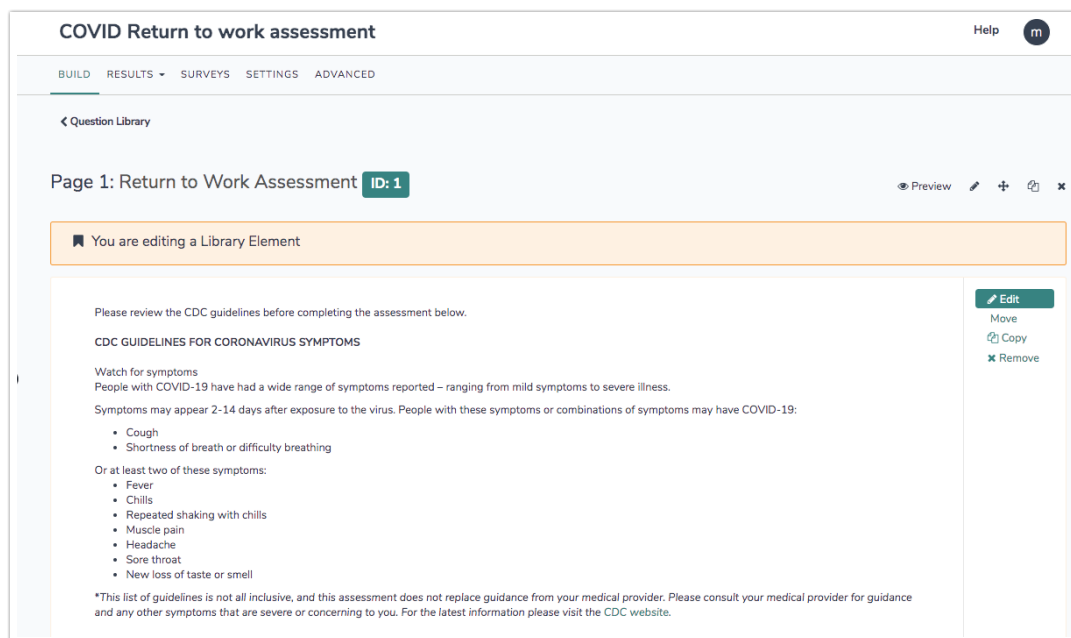 COVID Return to work assessment
Help
m
BUILD RESULTS SURVEYS SETTINGS ADVANCED
Question Library
Page 1: Return to Work Assessment ID: 1
Preview
You are editing a Library Element
Edit
Please review the CDC guidelines before completing the assessment below.
Move
CDC GUIDELINES FOR CORONAVIRUS SYMPTOMS
Copy
Remove
Watch for symptoms
People with COVID-19 have had a wide range of symptoms reported – ranging from mild symptoms to severe illness.
Symptoms may appear 2-14 days after exposure to the virus. People with these symptoms or combinations of symptoms may have COVID-19:
• Cough
• Shortness of breath or difficulty breathing
Or at least two of these symptoms:
• Fever
• Chills
• Repeated shaking with chills
• Muscle pain
• Headache
• Sore throat
• New loss of taste or smell
*This list of guidelines is not all inclusive, and this assessment does not replace guidance from your medical provider. Please consult your medical provider for guidance
and any other symptoms that are severe or concerning to you. For the latest information please visit the CDC website.